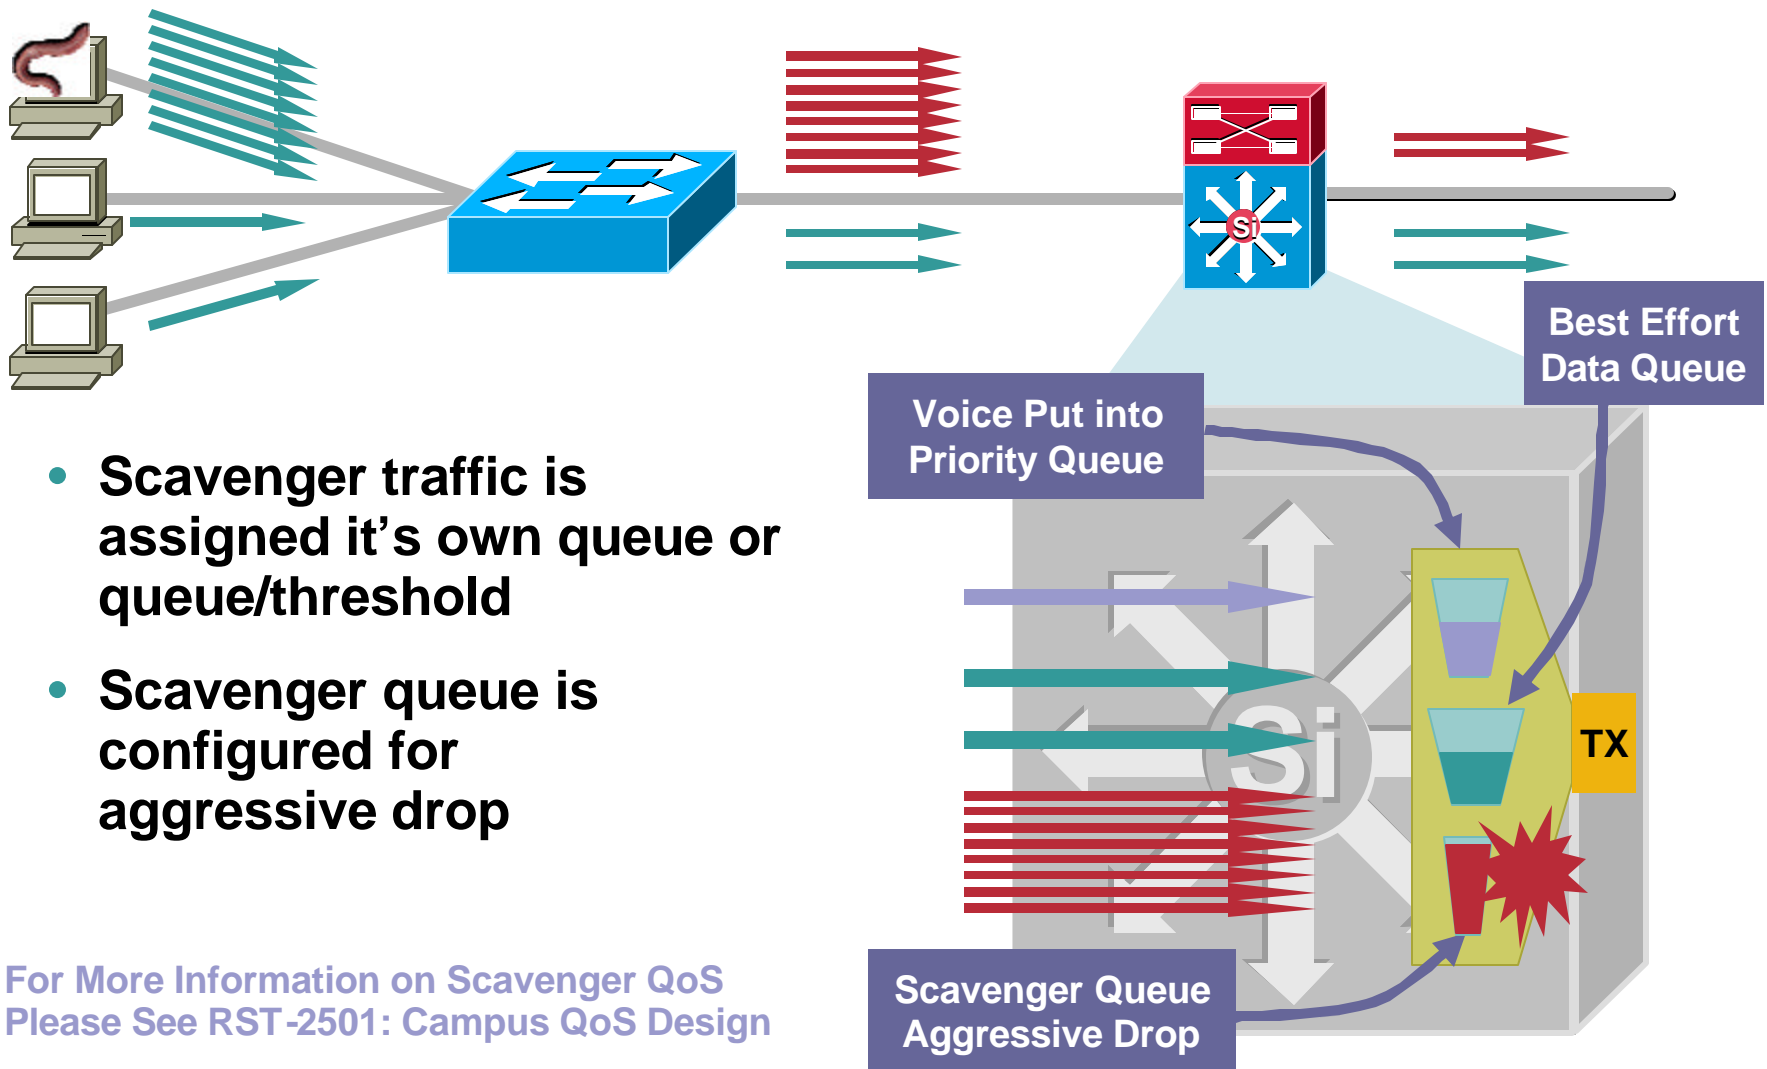 Si
Best Effort
Data Queue
Voice Put into
Priority Queue
• Scavenger traffic is
assigned it's own queue or
queue/threshold
• Scavenger queue is
configured for
aggressive drop
Si
TX
For More Information on Scavenger QoS
Please See RST-2501: Campus QoS Design
Scavenger Queue
Aggressive Drop